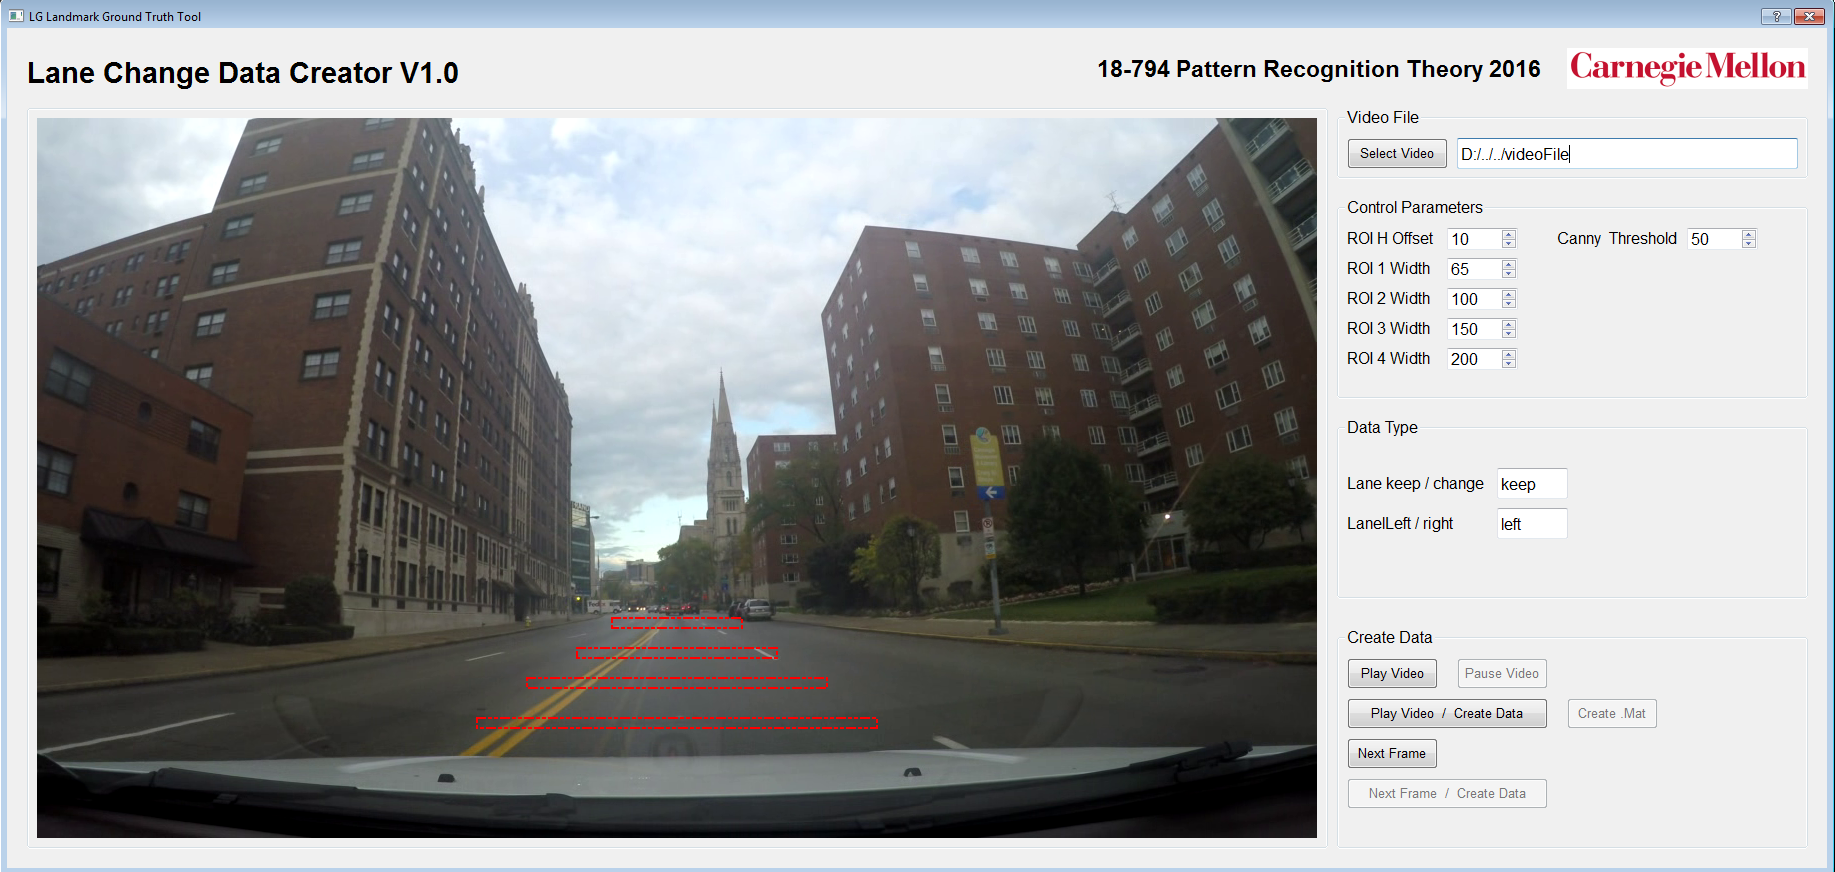 LG Landmark Ground Truth Tool
Lane Change Data Creator V1.0
18-794 Pattern Recognition Theory 2016
Carnegie Mellon
Video File
Select Video D:/../../videoFile
Control Parameters
ROI H Offset 10 Canny Threshold 50
ROI 1 Width 65
ROI 2 Width 100
ROI 3 Width 150
ROI 4 Width 200
Data Type
Lane keep / change keep
LanelLeft / right left
Create Data
Play Video Pause Video
Play Video / Create Data Create .Mat
Next Frame
Next Frame / Create Data